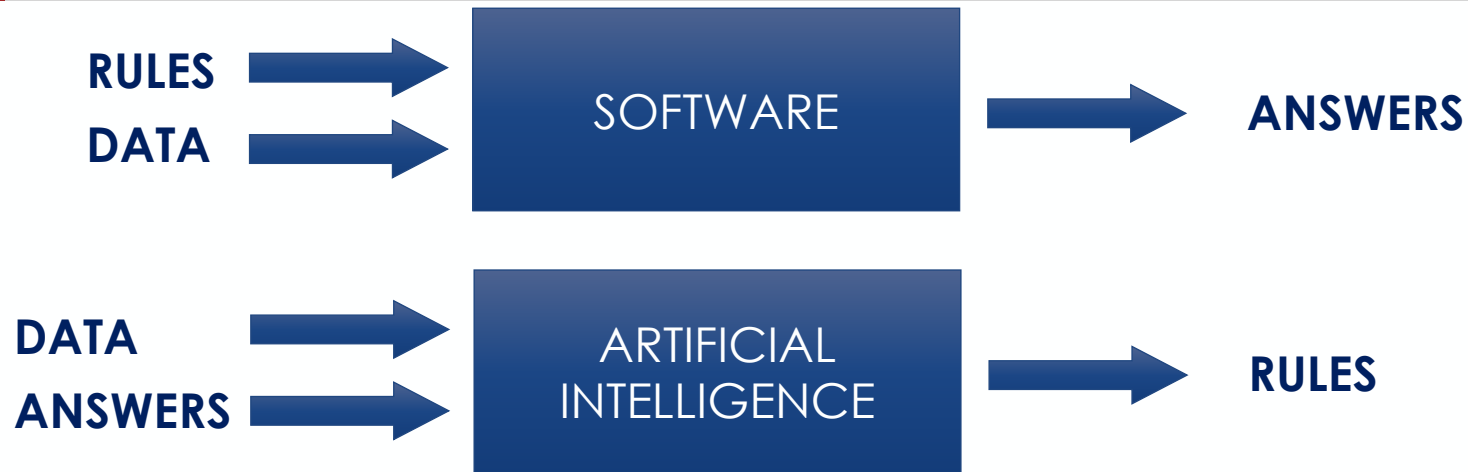 RULES
DATA
SOFTWARE
ANSWERS
DATA
ANSWERS
ARTIFICIAL
INTELLIGENCE
RULES